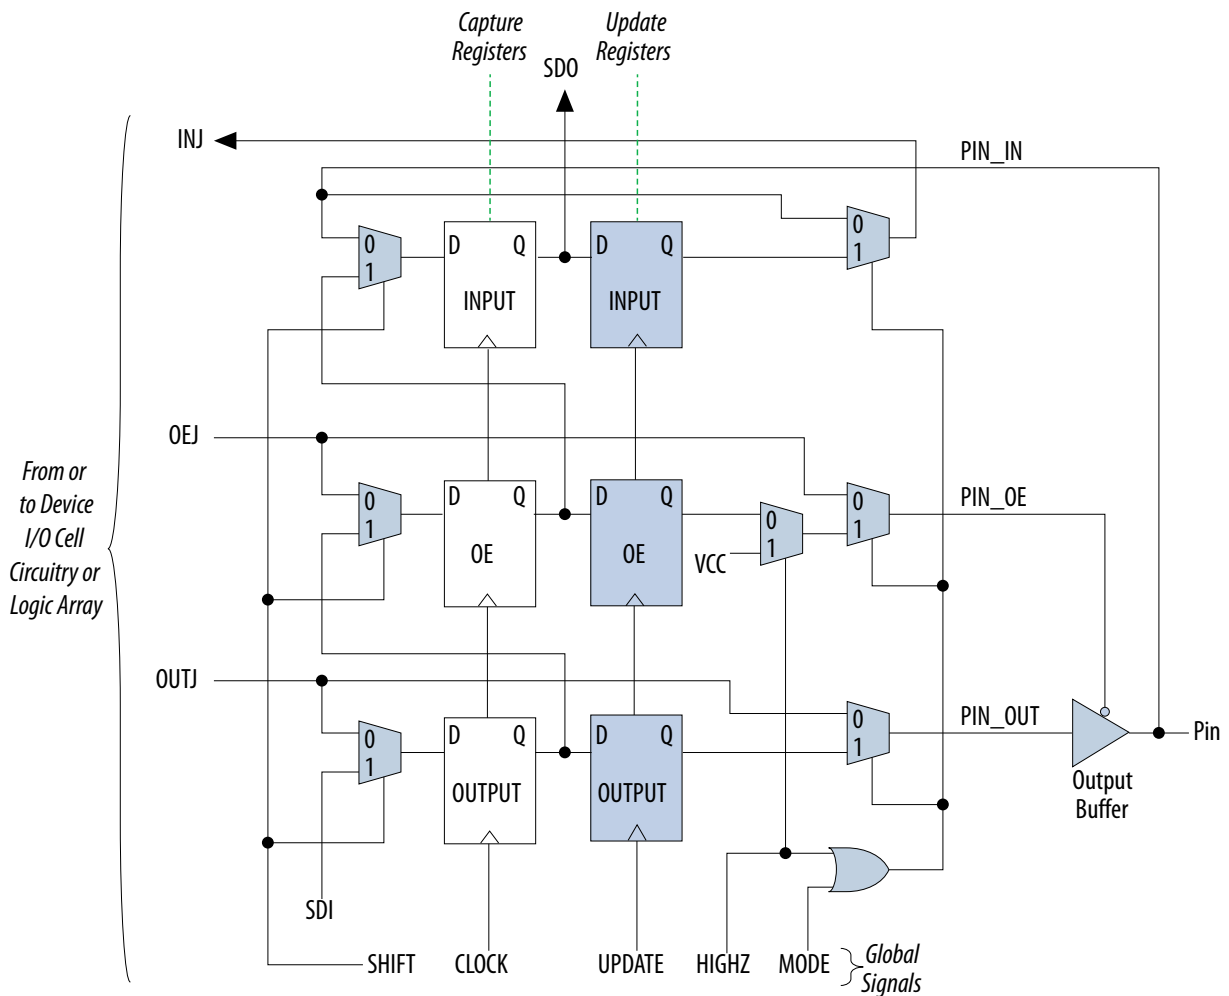 Capture
Registers
Update
Registers
SDO
INJ
PIN_IN
0
1
D Q
INPUT
D Q
INPUT
0
1
OEJ
From or
to Device
I/O Cell
Circuitry or
Logic Array
0
1
D Q
OE
D Q
OE
0
1
VCC
0
1
PIN_OE
OUTJ
0
1
D Q
OUTPUT
D Q
OUTPUT
0
1
PIN_OUT
Pin
Output
Buffer
SDI
SHIFT
CLOCK
UPDATE
HIGHZ
MODE
Global
Signals